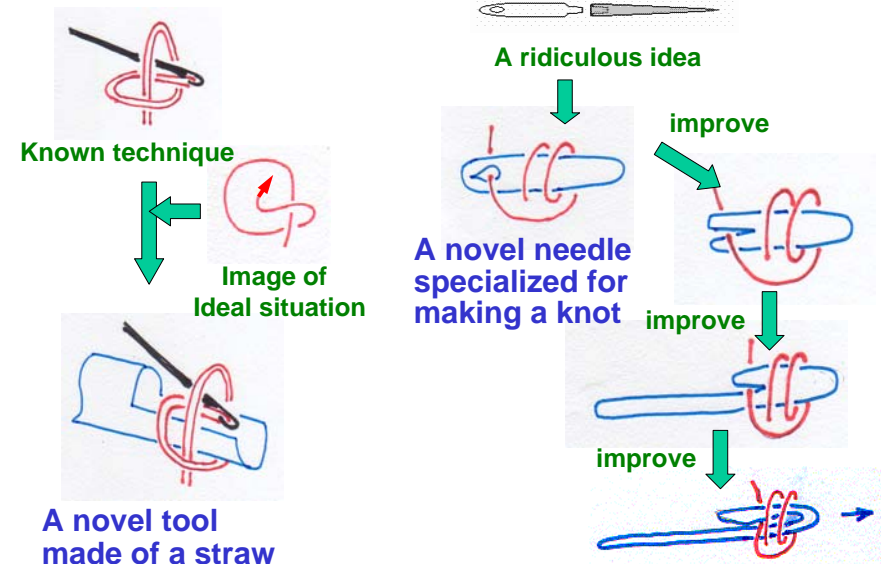 Known technique
Image of
Ideal situation
A novel tool
made of a straw
A ridiculous idea
improve
A novel needle
specialized for
making a knot
improve
improve